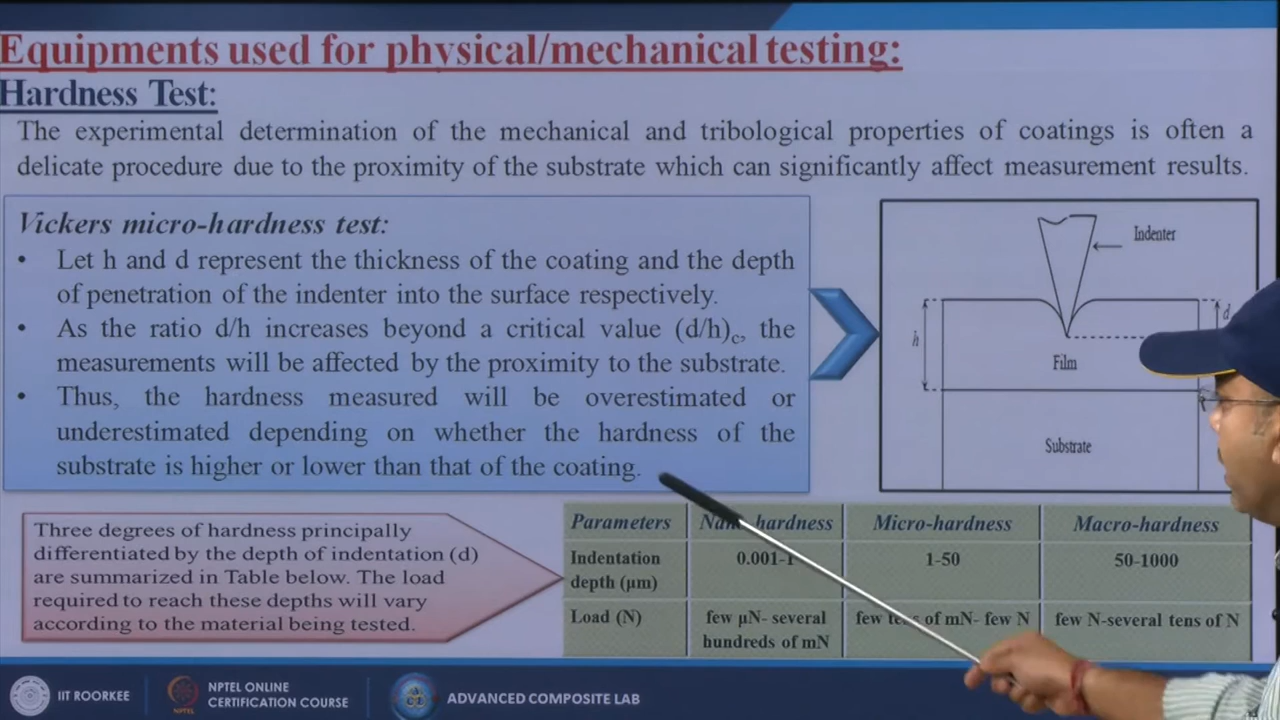 Equipments used for physical/mechanical testing:
Hardness Test:
The experimental determination of the mechanical and tribological properties of coatings is often a
delicate procedure due to the proximity of the substrate which can significantly affect measurement results.
Vickers micro-hardness test:
• Let h and d represent the thickness of the coating and the depth
of penetration of the indenter into the surface respectively.
• As the ratio d/h increases beyond a critical value (d/h)c, the
measurements will be affected by the proximity to the substrate.
• Thus, the hardness measured will be overestimated or
underestimated depending on whether the hardness of the
substrate is higher or lower than that of the coating.
Indenter
h
d
Film
Substrate
Three degrees of hardness principally
differentiated by the depth of indentation (d)
are summarized in Table below. The load
required to reach these depths will vary
according to the material being tested.
Parameters Nano-hardness Micro-hardness Macro-hardness
Indentation
depth (μm) 0.001-1 1-50 50-1000
Load (N) few μN- several
hundreds of mN few tens of mN- few N few N-several tens of N
IIT ROORKEE
NPTEL
NPTEL ONLINE
CERTIFICATION COURSE
ADVANCED COMPOSITE LAB